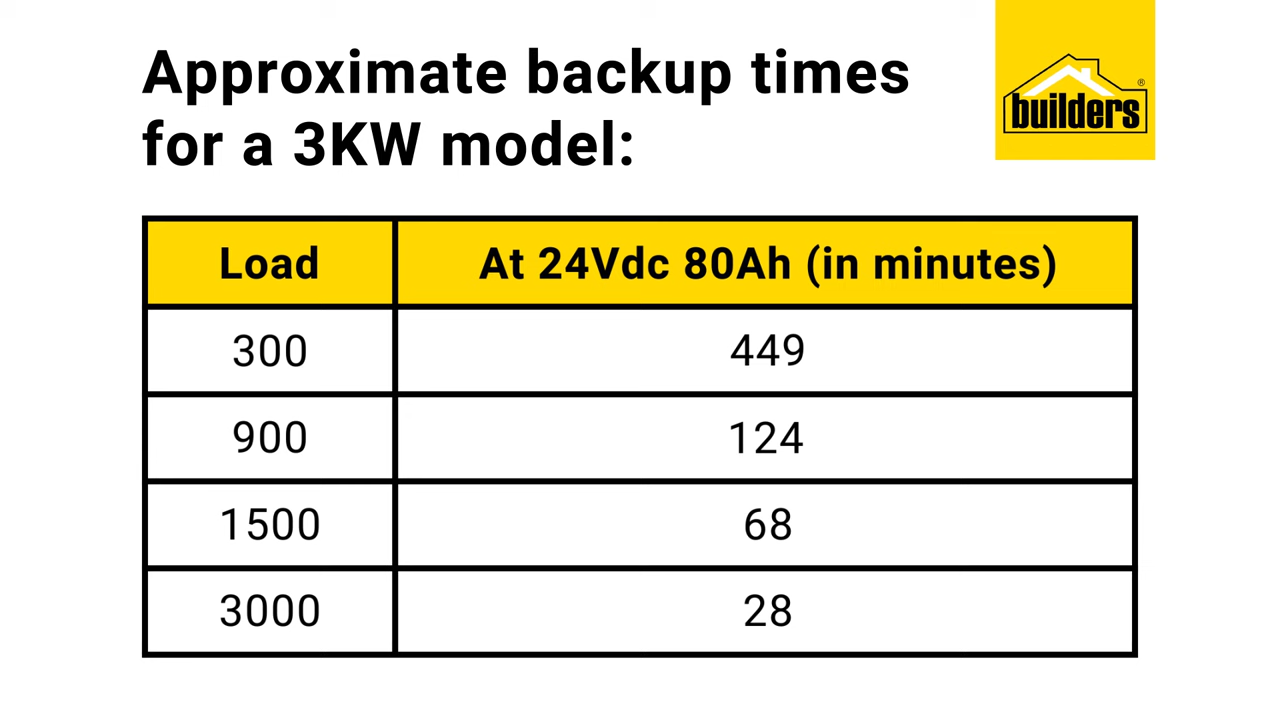 Approximate backup times
for a 3KW model:
builders®
Load At 24Vdc 80Ah (in minutes)
300 449
900 124
1500 68
3000 28